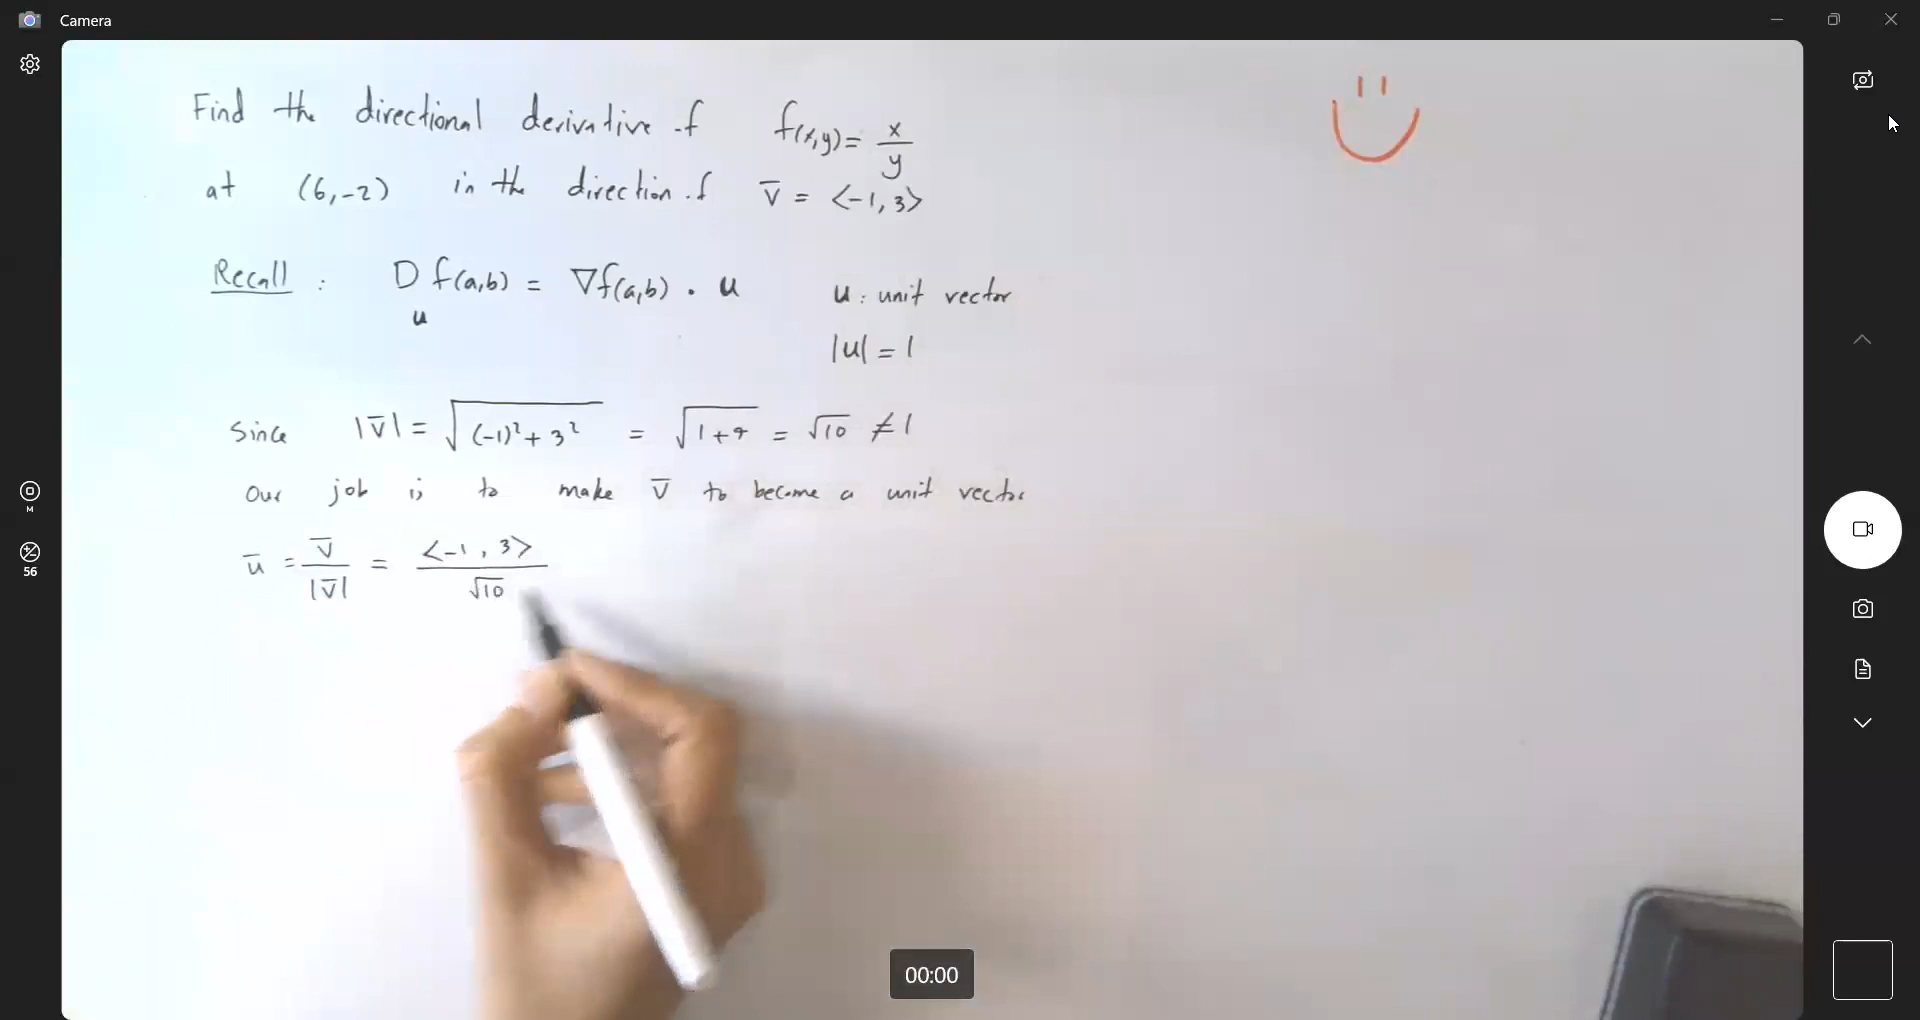 Camera
Find the directional derivative of f(x,y) = x/y
at (6,-2) in the direction of v̅ = <-1, 3>
Recall : D_u f(a,b) = ∇f(a,b) · u u : unit vector
|u| = 1
Since |v̅| = √((-1)²+3²) = √(1+9) = √10 ≠ 1
Our job is to make v̅ to become a unit vector
u̅ = v̅/|v̅| = <-1, 3>/√10
M
56
00:00